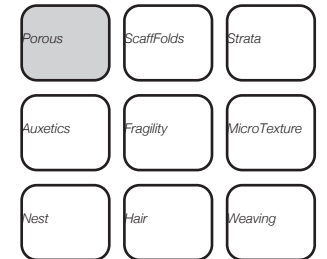 Porous ScaffFolds Strata
Auxetics Fragility MicroTexture
Nest Hair Weaving